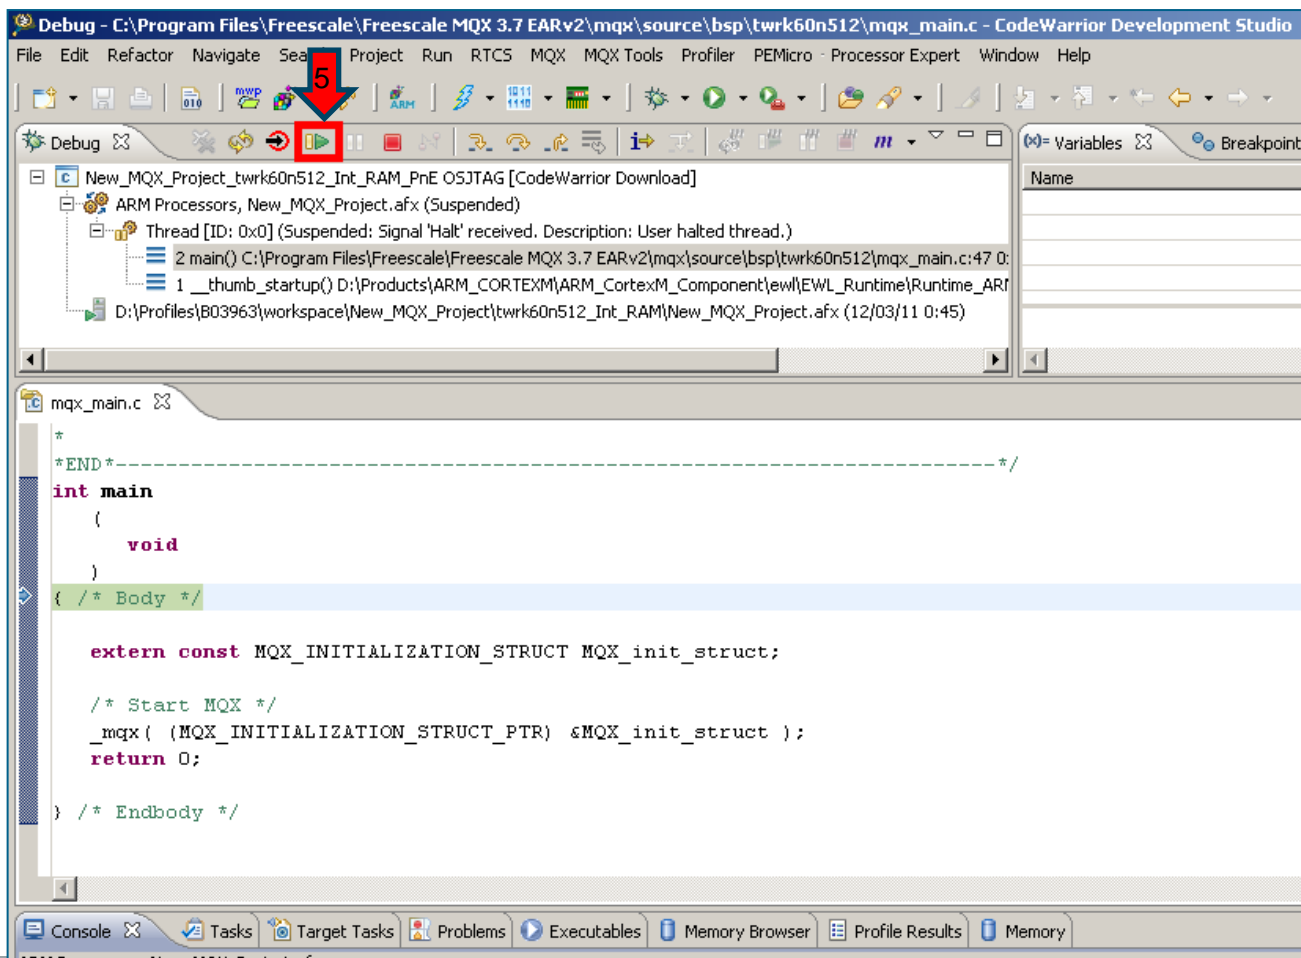 Debug - C:\Program Files\Freescale\Freescale MQX 3.7 EARv2\mqx\source\bsp\twrk60n512\mqx_main.c - CodeWarrior Development Studio
File Edit Refactor Navigate Sea Project Run RTCS MQX MQX Tools Profiler PEMicro Processor Expert Window Help
5
Debug
(x)= Variables
Breakpoint
Name
New_MQX_Project_twrk60n512_Int_RAM_PnE OSJTAG [CodeWarrior Download]
ARM Processors, New_MQX_Project.afx (Suspended)
Thread [ID: 0x0] (Suspended: Signal 'Halt' received. Description: User halted thread.)
2 main() C:\Program Files\Freescale\Freescale MQX 3.7 EARv2\mqx\source\bsp\twrk60n512\mqx_main.c:47 0:
1 __thumb_startup() D:\Products\ARM_CORTEXM\ARM_CortexM_Component\ewl\EWL_Runtime\Runtime_ARM
D:\Profiles\B03963\workspace\New_MQX_Project\twrk60n512_Int_RAM\New_MQX_Project.afx (12/03/11 0:45)
mqx_main.c
*
*END*----------------------------------------------------------------------*/
int main
(
void
)
{ /* Body */
extern const MQX_INITIALIZATION_STRUCT MQX_init_struct;
/* Start MQX */
_mqx( (MQX_INITIALIZATION_STRUCT_PTR) &MQX_init_struct );
return 0;
} /* Endbody */
Console Tasks Target Tasks Problems Executables Memory Browser Profile Results Memory